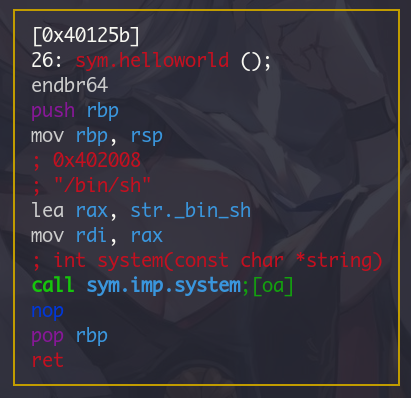 [0x40125b]
26: sym.helloworld ();
endbr64
push rbp
mov rbp, rsp
; 0x402008
; "/bin/sh"
lea rax, str._bin_sh
mov rdi, rax
; int system(const char *string)
call sym.imp.system;[oa]
nop
pop rbp
ret